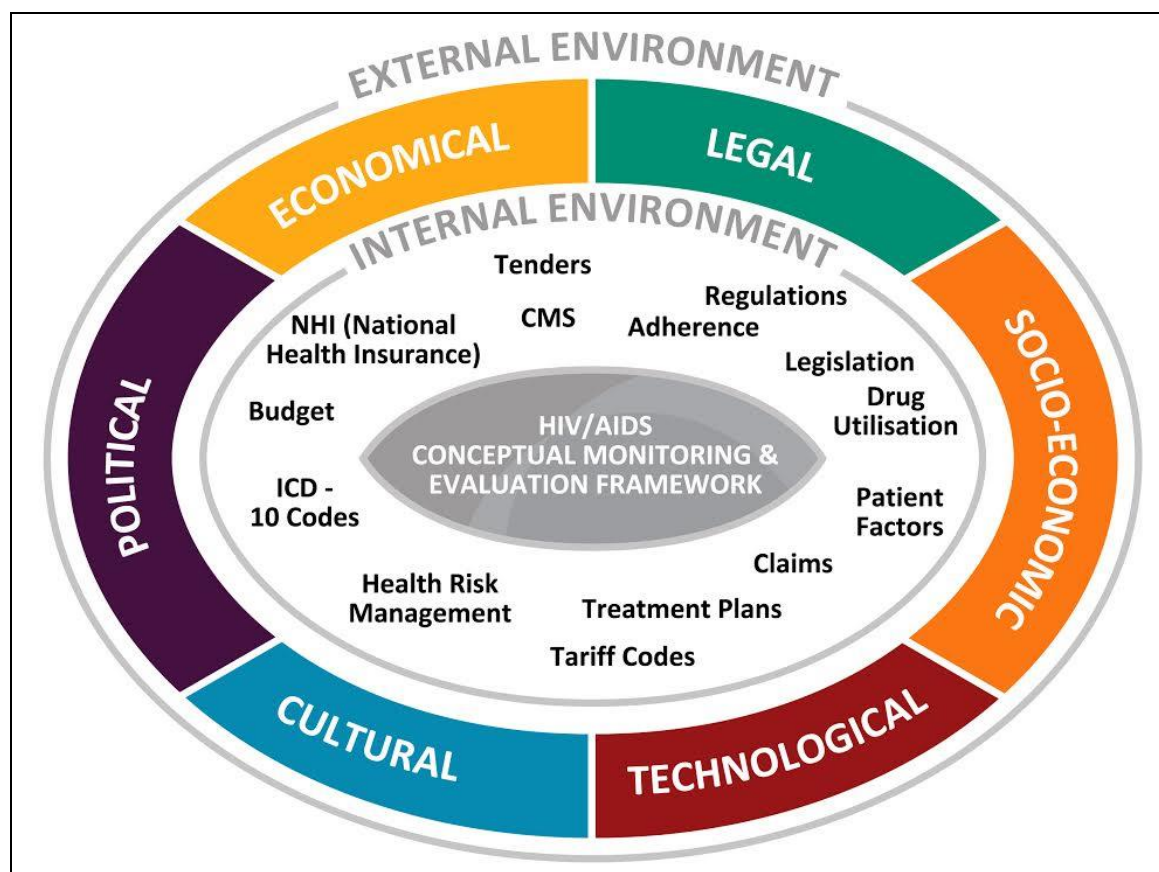 EXTERNAL ENVIRONMENT
ECONOMICAL
LEGAL
INTERNAL ENVIRONMENT
Tenders
Regulations
CMS
Adherence
NHI (National
Health Insurance)
Legislation
Budget
Drug
Utilisation
SOCIO-ECONOMIC
POLITICAL
HIV/AIDS
CONCEPTUAL MONITORING &
EVALUATION FRAMEWORK
ICD -
10 Codes
Patient
Factors
Claims
Health Risk
Management
Treatment Plans
Tariff Codes
CULTURAL
TECHNOLOGICAL